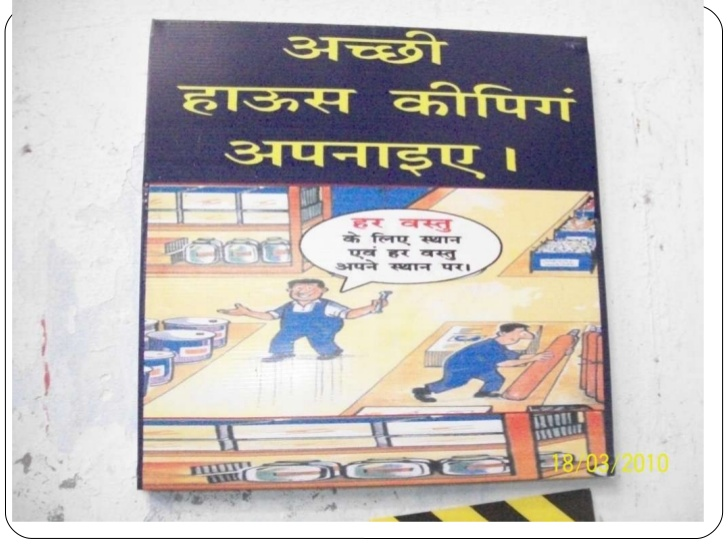 अच्छी
हाऊस कीपिगं
अपनाइए।
हर वस्तु
के लिए स्थान
एवं हर वस्तु
अपने स्थान पर।
18/03/2010